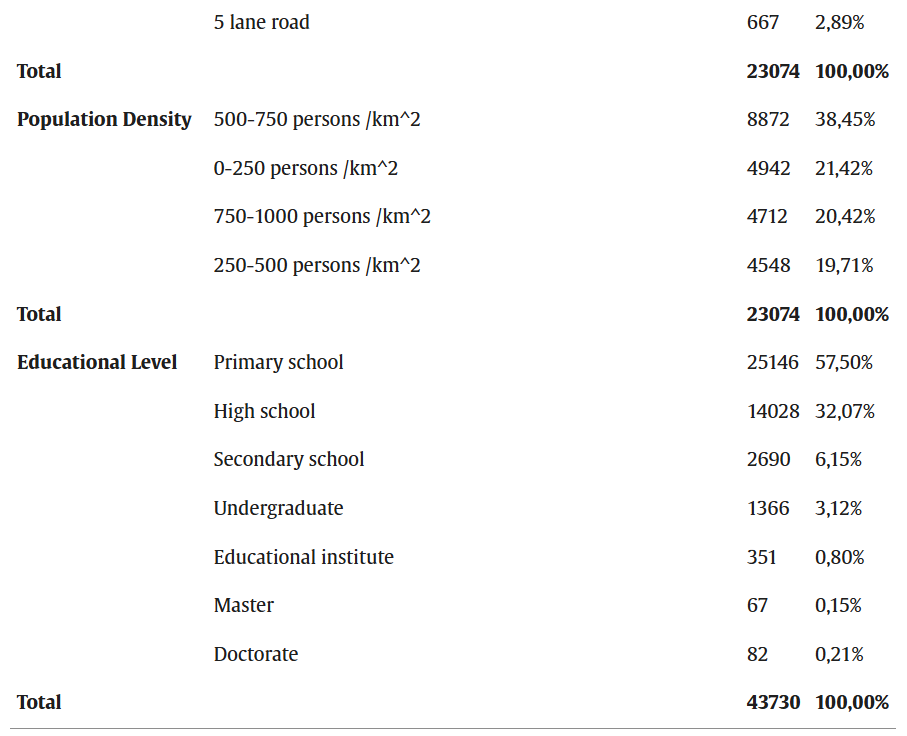 5 lane road 667 2,89%
Total 23074 100,00%
Population Density 500-750 persons /km^2 8872 38,45%
0-250 persons /km^2 4942 21,42%
750-1000 persons /km^2 4712 20,42%
250-500 persons /km^2 4548 19,71%
Total 23074 100,00%
Educational Level Primary school 25146 57,50%
High school 14028 32,07%
Secondary school 2690 6,15%
Undergraduate 1366 3,12%
Educational institute 351 0,80%
Master 67 0,15%
Doctorate 82 0,21%
Total 43730 100,00%